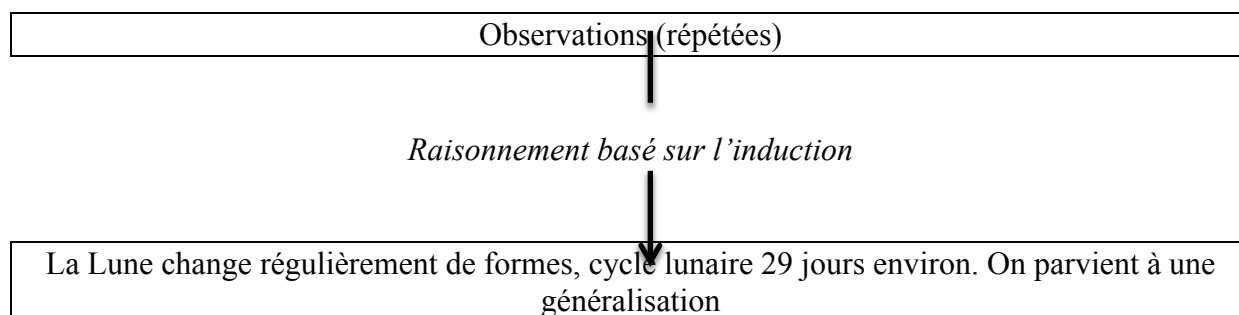 Observations (répétées)
Raisonnement basé sur l’induction
La Lune change régulièrement de formes, cycle lunaire 29 jours environ. On parvient à une
généralisation